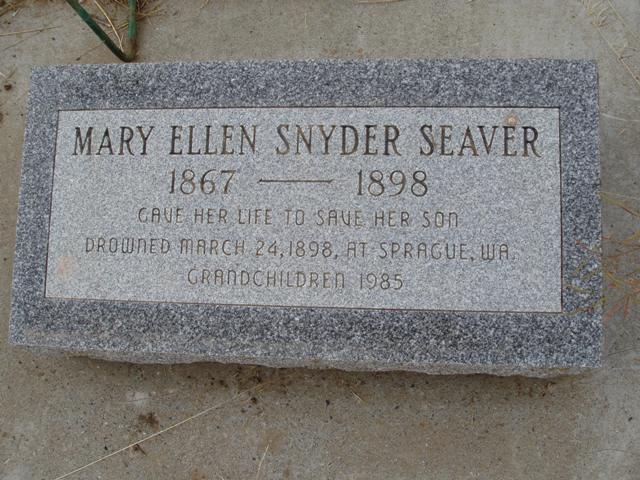 MARY ELLEN SNYDER SEAVER
1867 — 1898
GAVE HER LIFE TO SAVE HER SON
DROWNED MARCH 24, 1898, AT SPRAGUE, WA.
GRANDCHILDREN 1985